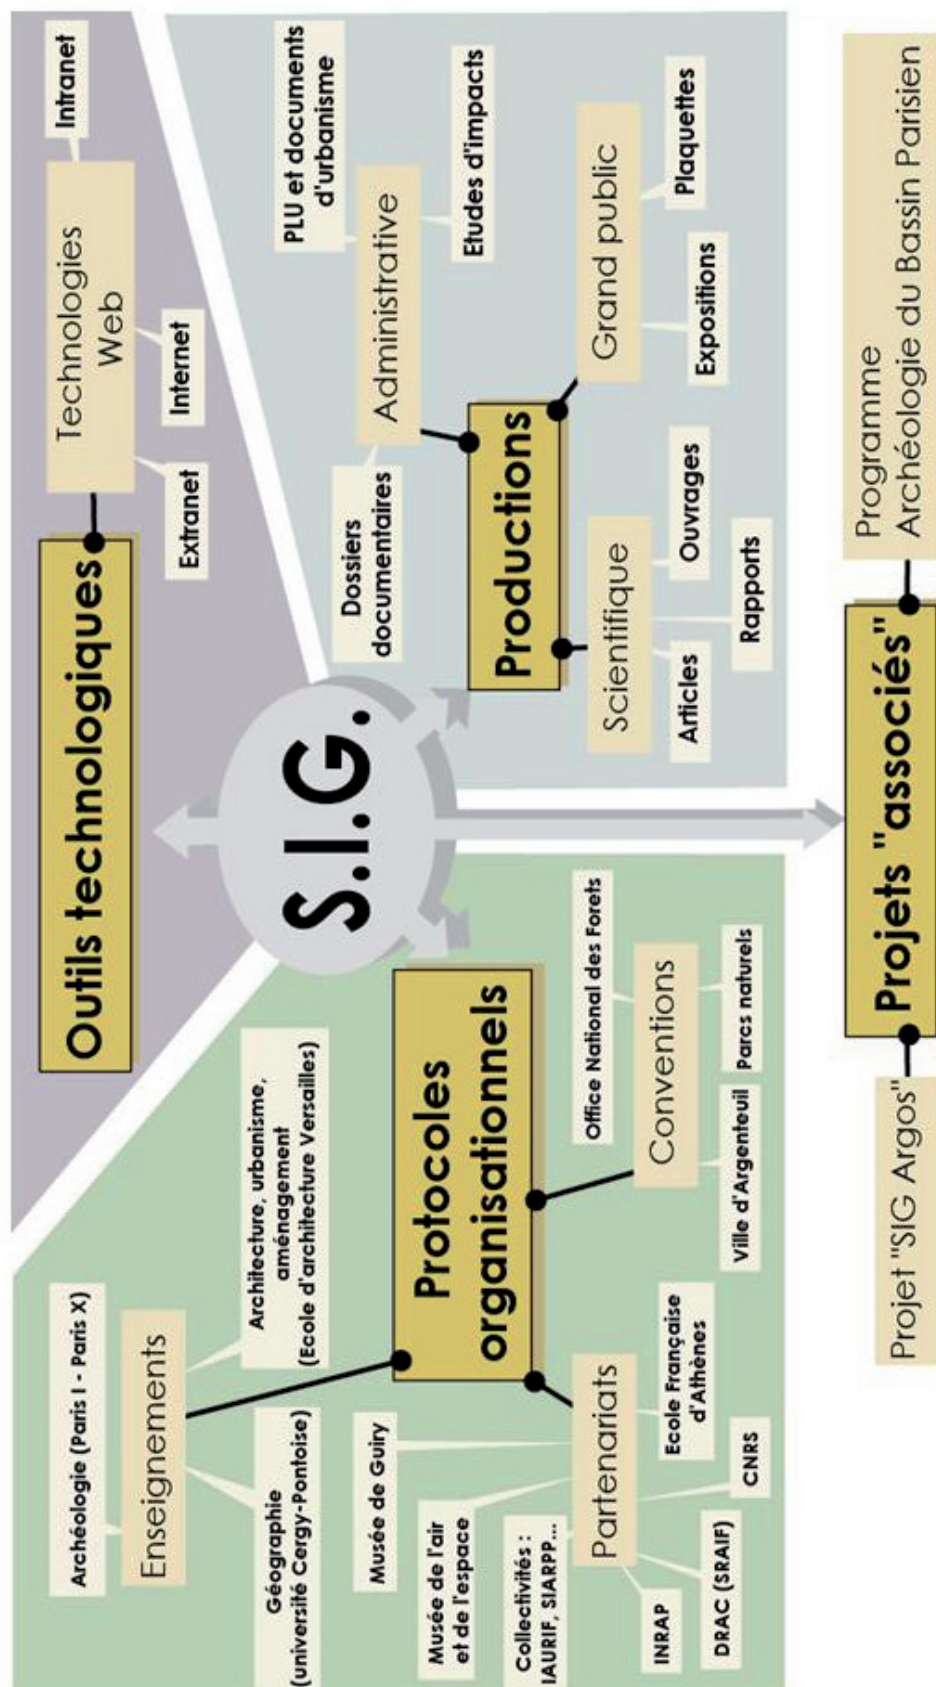 Outils technologiques
Technologies
Web
Extranet
Internet
Intranet
S.I.G.
Archéologie (Paris I - Paris X)
Enseignements
Géographie
(université Cergy-Pontoise)
Architecture, urbanisme,
aménagement
(Ecole d'architecture Versailles)
Protocoles
organisationnels
Musée de Guiry
Musée de l'air
et de l'espace
Collectivités :
IAURIF, SIARPP...
Partenariats
INRAP
DRAC (SRAIF)
CNRS
Ecole Française
d'Athènes
Office National des Forets
Conventions
Ville d'Argenteuil
Parcs naturels
PLU et documents
d'urbanisme
Dossiers
documentaires
Administrative
Etudes d'impacts
Productions
Scientifique
Articles
Rapports
Ouvrages
Grand public
Expositions
Plaquettes
Projet "SIG Argos"
Projets "associés"
Programme
Archéologie du Bassin Parisien